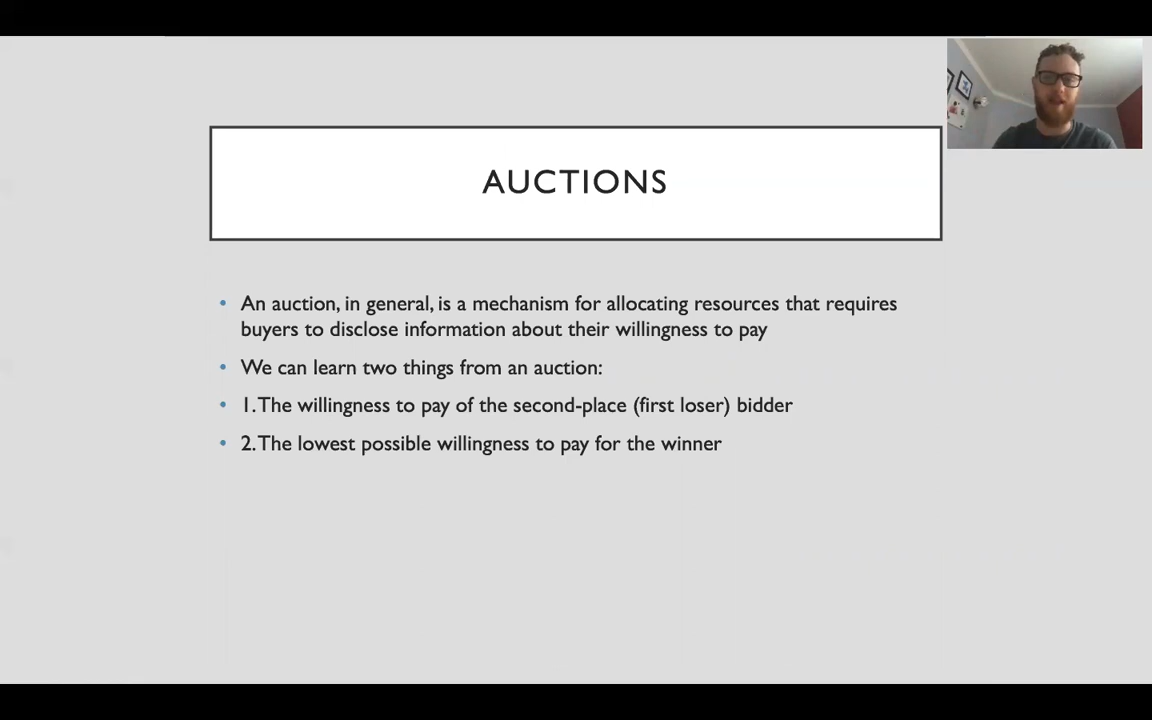 AUCTIONS
• An auction, in general, is a mechanism for allocating resources that requires
buyers to disclose information about their willingness to pay
• We can learn two things from an auction:
• 1. The willingness to pay of the second-place (first loser) bidder
• 2. The lowest possible willingness to pay for the winner